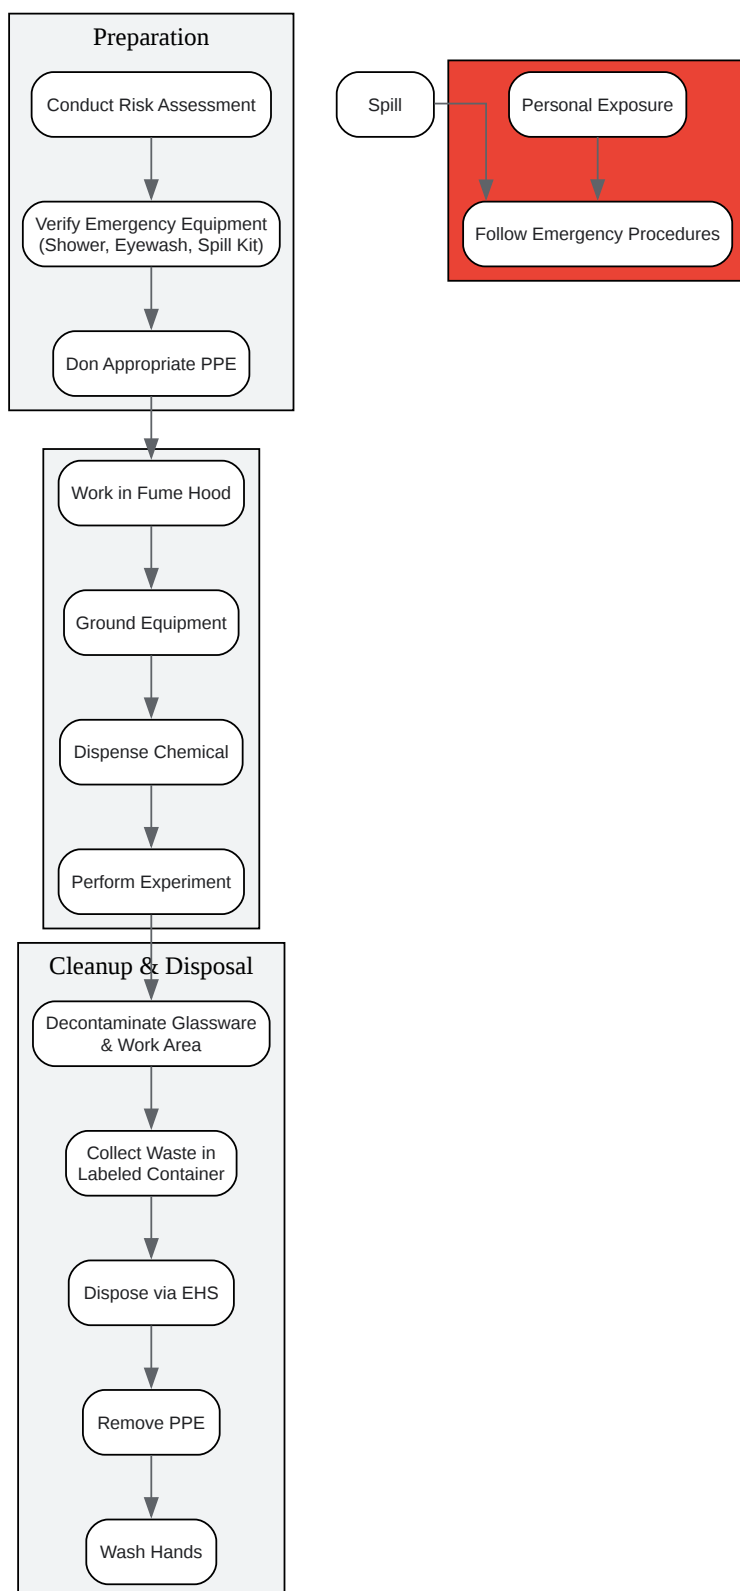 Preparation
Conduct Risk Assessment
Verify Emergency Equipment
(Shower, Eyewash, Spill Kit)
Don Appropriate PPE
Work in Fume Hood
Ground Equipment
Dispense Chemical
Perform Experiment
Cleanup & Disposal
Decontaminate Glassware
& Work Area
Collect Waste in
Labeled Container
Dispose via EHS
Remove PPE
Wash Hands
Spill
Personal Exposure
Follow Emergency Procedures